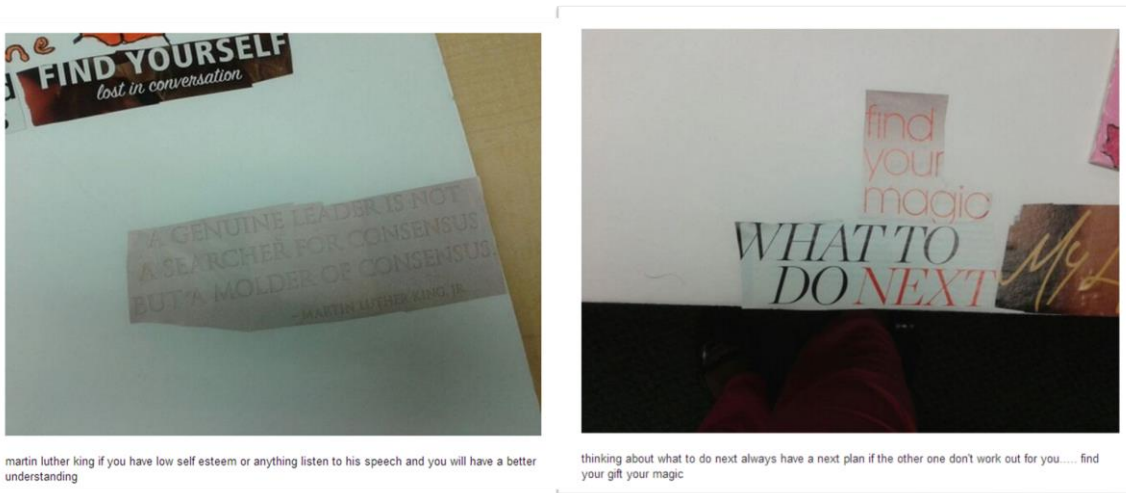 ne
FIND YOURSELF
lost in conversation
"A GENUINE LEADER IS NOT
A SEARCHER FOR CONSENSUS
BUT A MOLDER OF CONSENSUS."
–MARTIN LUTHER KING, JR.
martin luther king if you have low self esteem or anything listen to his speech and you will have a better
understanding
find
your
magic
WHAT TO
DO NEXT
My L
thinking about what to do next always have a next plan if the other one don't work out for you..... find
your gift your magic